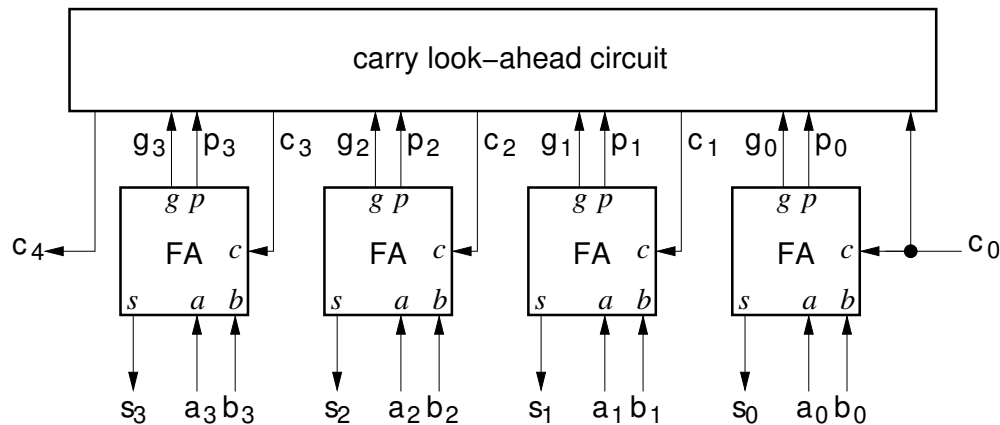 carry look−ahead circuit
g3 p3 c3 g2 p2 c2 g1 p1 c1 g0 p0
g p g p g p g p
c4 FA c FA c FA c FA c c0
s a b s a b s a b s a b
s3 a3 b3 s2 a2 b2 s1 a1 b1 s0 a0 b0